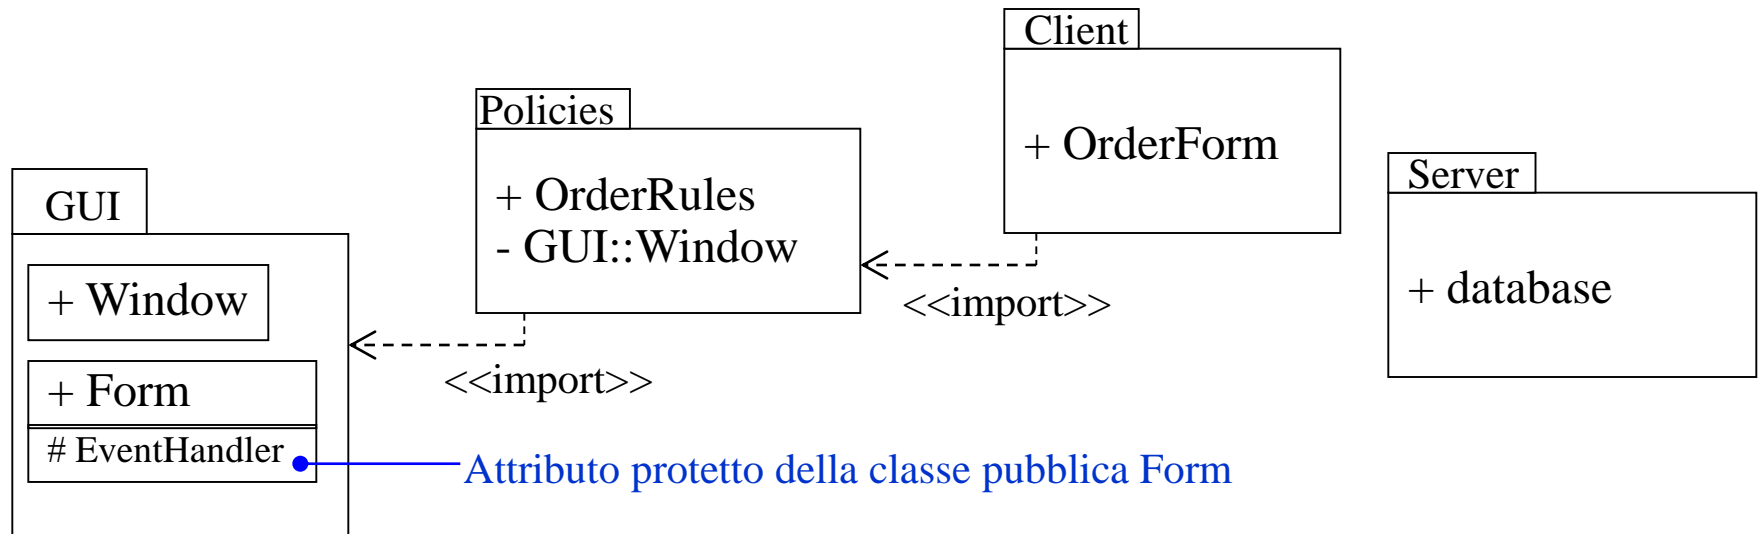 Client
+ OrderForm
Policies
+ OrderRules
- GUI::Window
<<import>>
Server
+ database
GUI
+ Window
+ Form
# EventHandler
<<import>>
Attributo protetto della classe pubblica Form